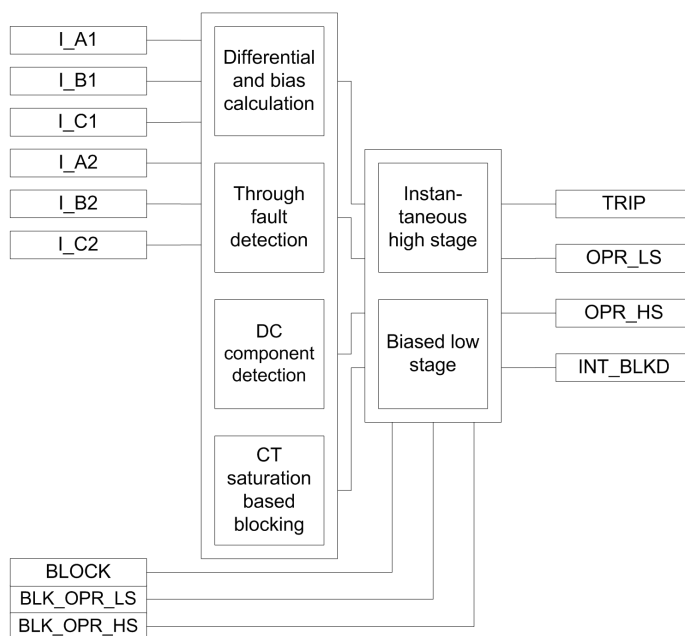 I_A1
I_B1
I_C1
I_A2
I_B2
I_C2
Differential
and bias
calculation
Through
fault
detection
DC
component
detection
CT
saturation
based
blocking
Instan-
taneous
high stage
Biased low
stage
TRIP
OPR_LS
OPR_HS
INT_BLKD
BLOCK
BLK_OPR_LS
BLK_OPR_HS